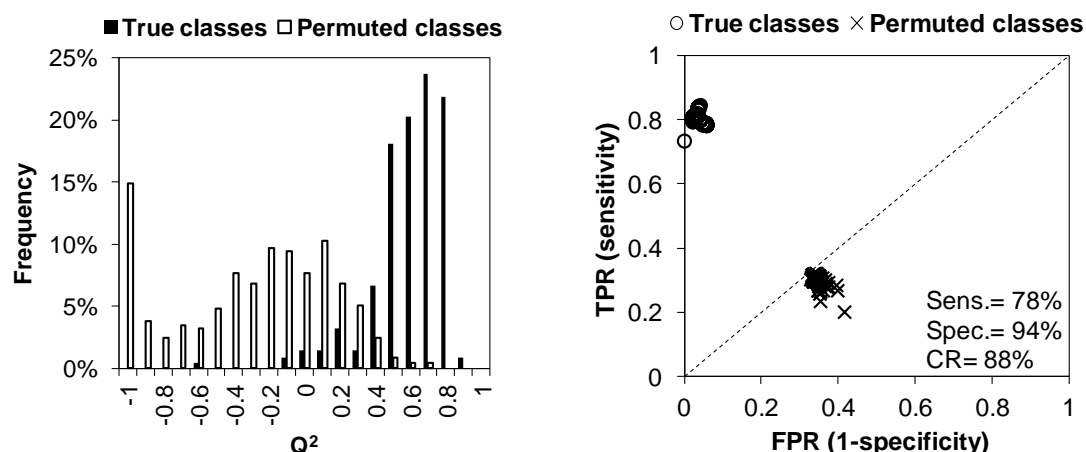 True classes Permuted classes
25%
20%
15%
10%
5%
0%
Frequency
-1
-0.8
-0.6
-0.4
-0.2
0
0.2
0.4
0.6
0.8
1
Q²
True classes Permuted classes
1
0.8
0.6
0.4
0.2
0
TPR (sensitivity)
Sens.= 78%
Spec.= 94%
CR= 88%
0 0.2 0.4 0.6 0.8 1
FPR (1-specificity)